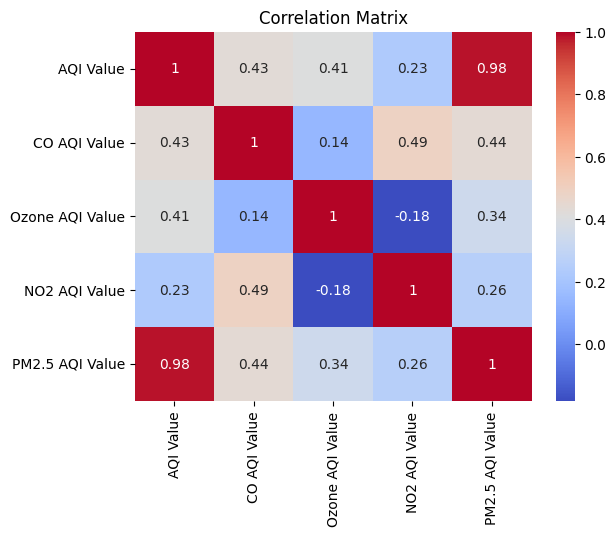 Correlation Matrix
AQI Value 1 0.43 0.41 0.23 0.98
CO AQI Value 0.43 1 0.14 0.49 0.44
Ozone AQI Value 0.41 0.14 1 -0.18 0.34
NO2 AQI Value 0.23 0.49 -0.18 1 0.26
PM2.5 AQI Value 0.98 0.44 0.34 0.26 1
AQI Value
CO AQI Value
Ozone AQI Value
NO2 AQI Value
PM2.5 AQI Value
1.0
0.8
0.6
0.4
0.2
0.0